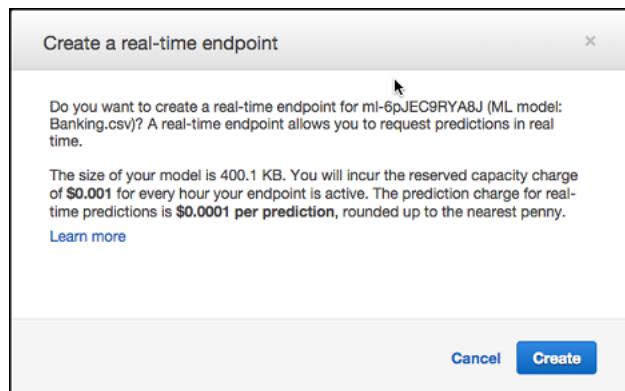 Create a real-time endpoint
×
Do you want to create a real-time endpoint for ml-6pJEC9RYA8J (ML model:
Banking.csv)? A real-time endpoint allows you to request predictions in real
time.
The size of your model is 400.1 KB. You will incur the reserved capacity charge
of $0.001 for every hour your endpoint is active. The prediction charge for real-
time predictions is $0.0001 per prediction, rounded up to the nearest penny.
Learn more
Cancel Create